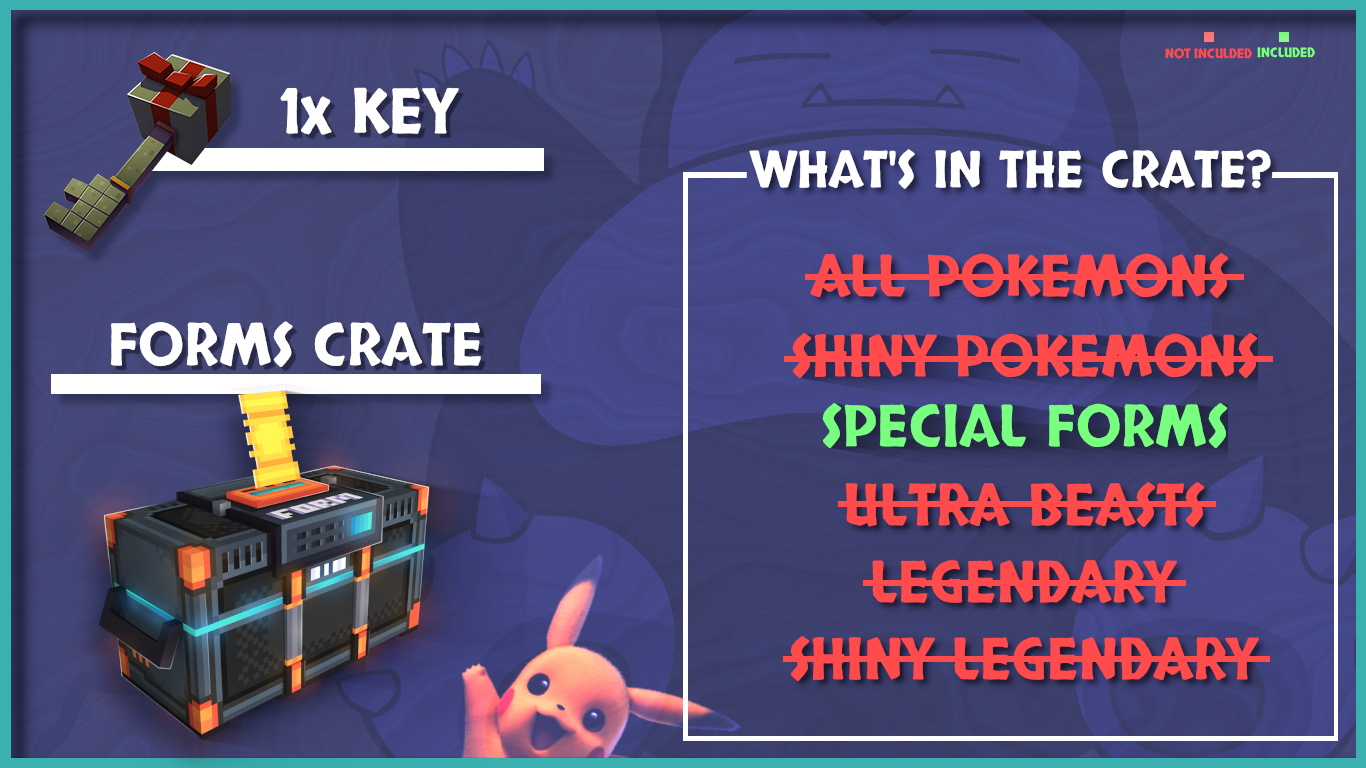 NOT INCULDED INCLUDED
1x KEY
WHAT'S IN THE CRATE?
ALL POKEMONS
SHINY POKEMONS
SPECIAL FORMS
ULTRA BEASTS
LEGENDARY
SHINY LEGENDARY
FORMS CRATE
FORM